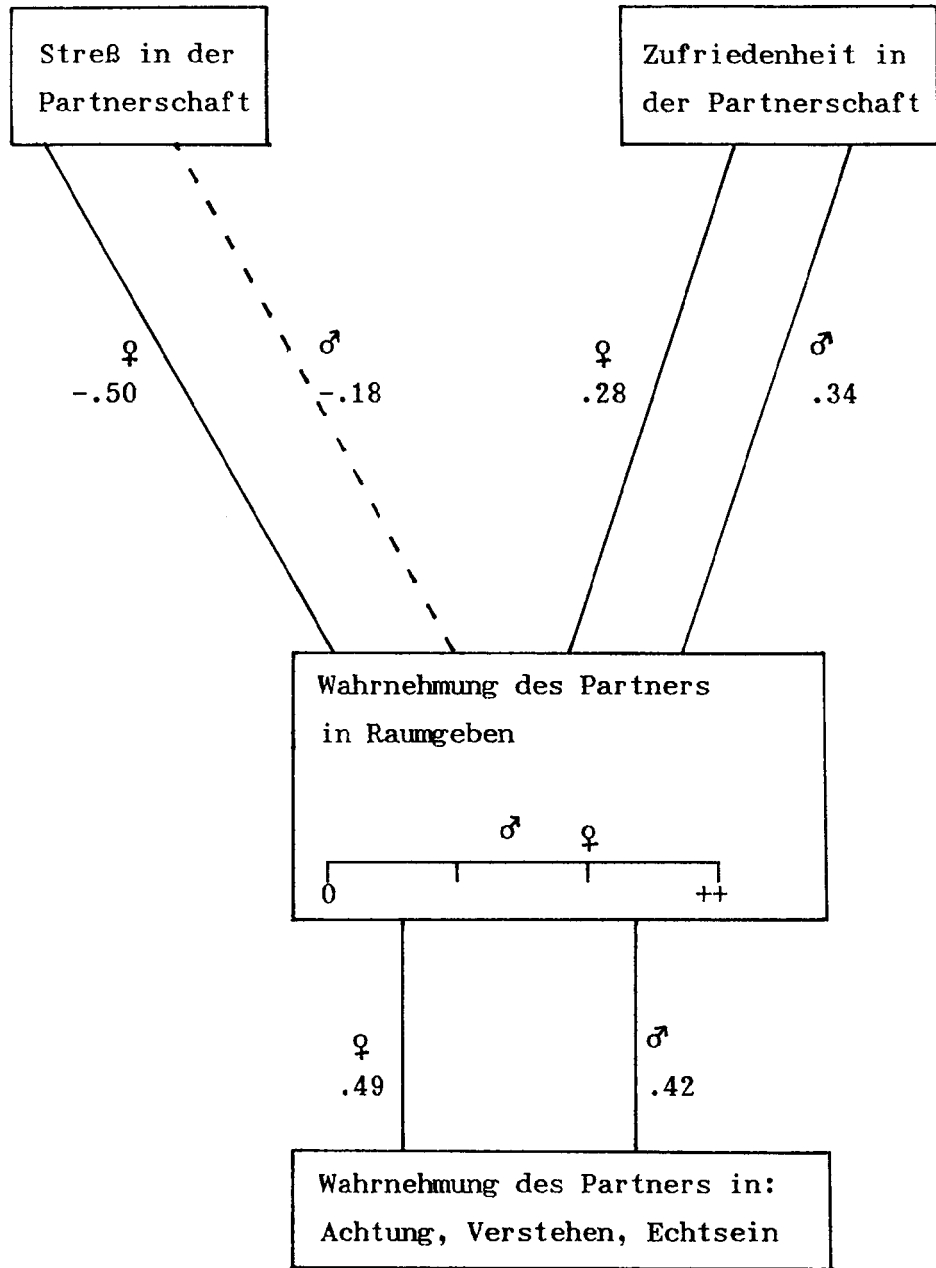 Streß in der
Partnerschaft
Zufriedenheit in
der Partnerschaft
♀ ♂ ♀ ♂
-.50 -.18 .28 .34
Wahrnehmung des Partners
in Raumgeben
♂ ♀
0 ++
♀ ♂
.49 .42
Wahrnehmung des Partners in:
Achtung, Verstehen, Echtsein